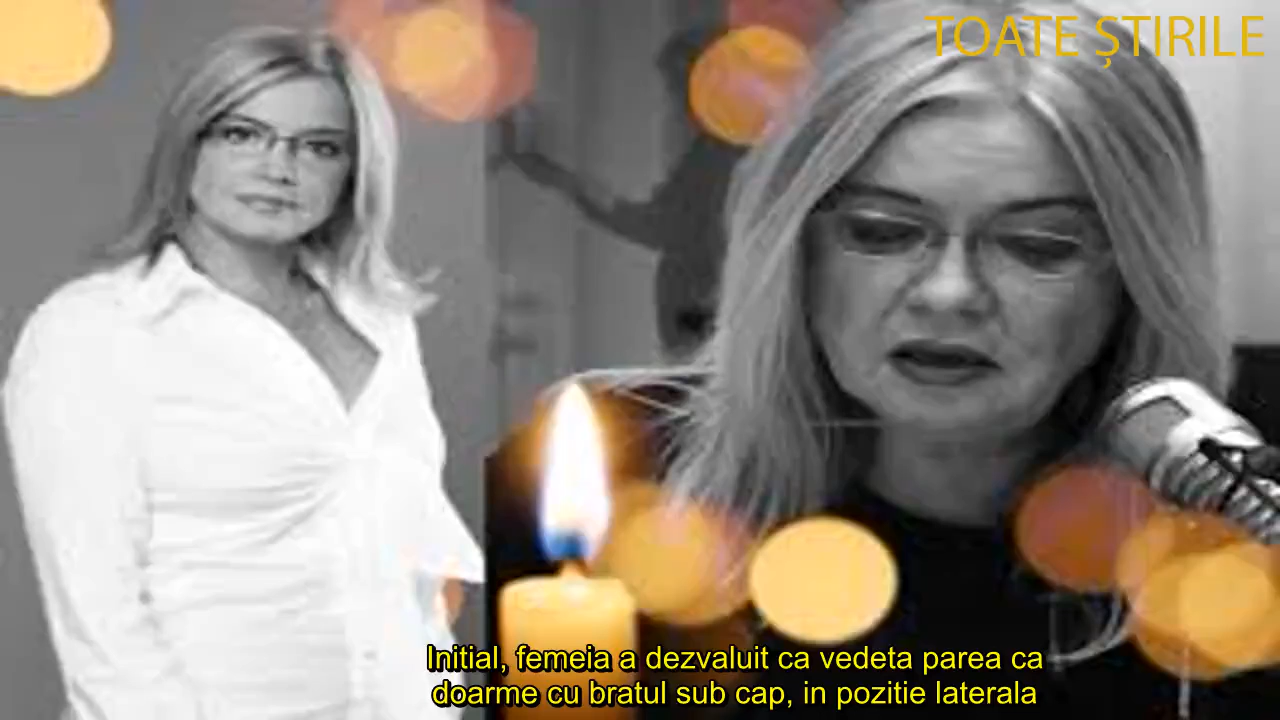 TOATE ȘTIRILE
Initial, femeia a dezvaluit ca vedeta parea ca
doarme cu bratul sub cap, in pozitie laterala